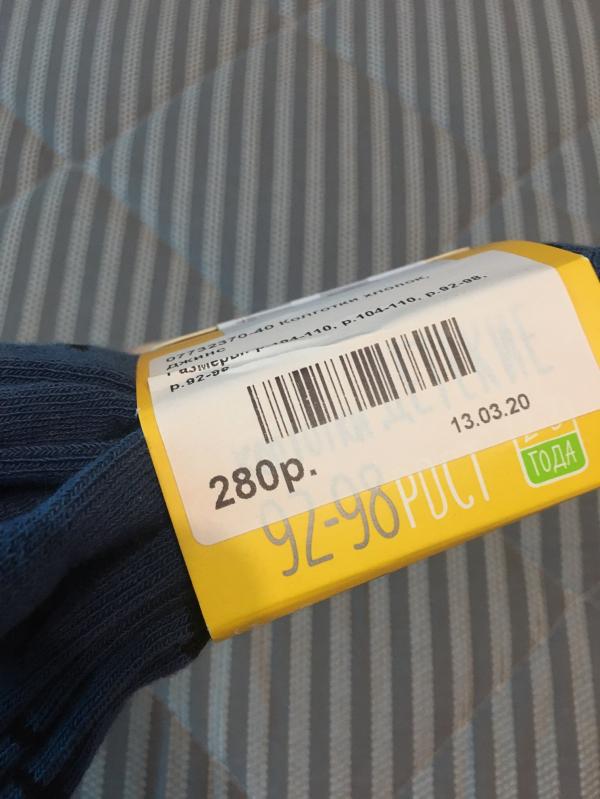 07732370-40 Колготки хлопок,
Джинс
Размеры: р.104-110, р.104-110, р.92-98,
р.92-98
13.03.20
280р.
ДЕТСКИЕ
92-98 РОСТ
ГОДА